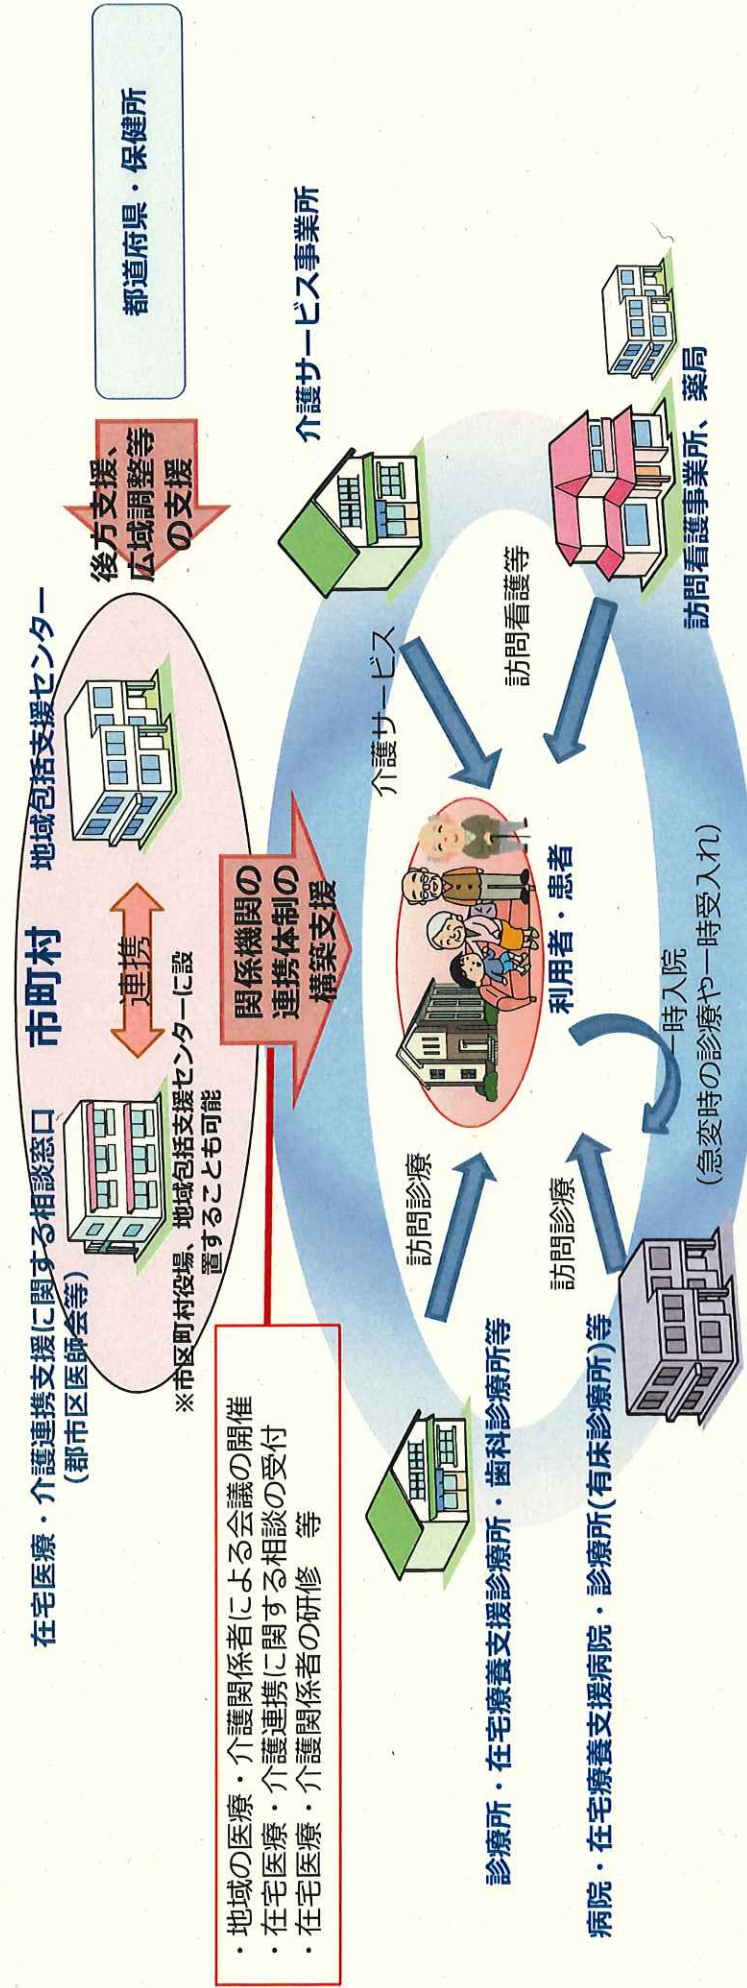 在宅医療・介護連携支援に関する相談窓口
(郡市区医師会等)
市町村
地域包括支援センター
連携
※市区町村役場、地域包括支援センターに設
置することも可能
後方支援、
広域調整等
の支援
都道府県・保健所
・地域の医療・介護関係者による会議の開催
・在宅医療・介護連携に関する相談の受付
・在宅医療・介護関係者の研修　等
関係機関の
連携体制の
構築支援
介護サービス事業所
介護サービス
訪問診療
利用者・患者
訪問看護等
診療所・在宅療養支援診療所・歯科診療所等
訪問診療
訪問看護事業所、薬局
一時入院
(急変時の診療や一時受入れ)
病院・在宅療養支援病院・診療所(有床診療所)等